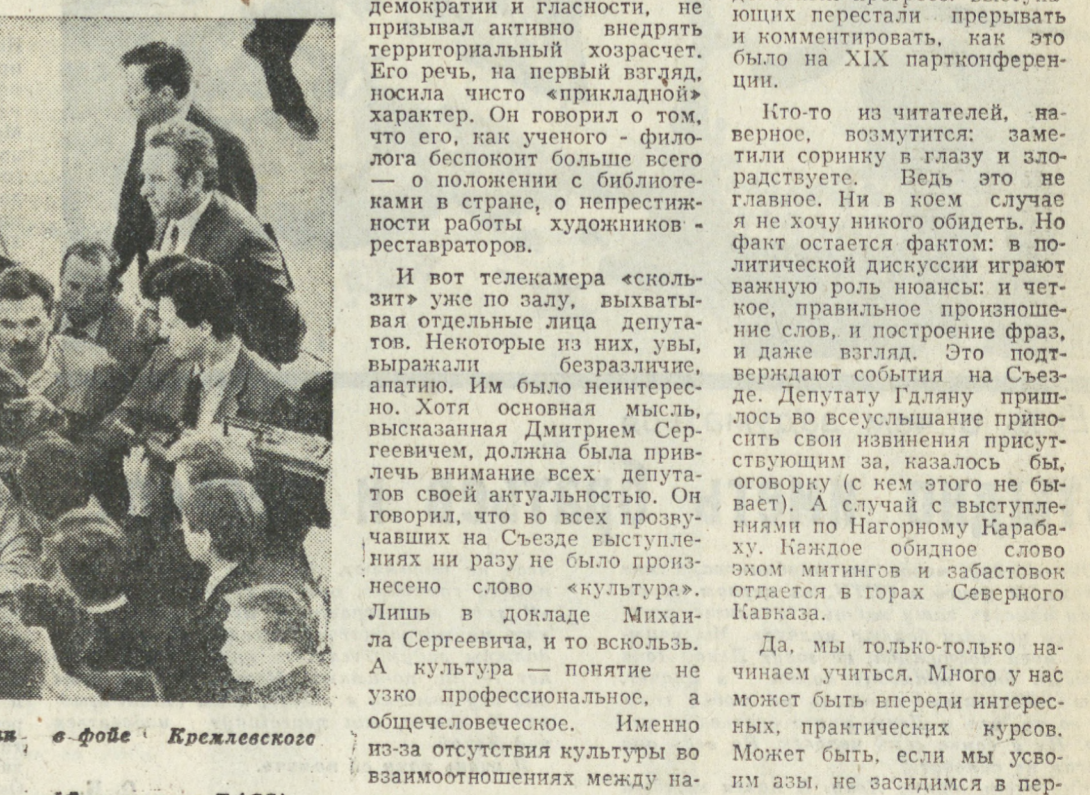 в фойе Кремлевского
демократии и гласности, не
призывал активно внедрять
территориальный хозрасчет.
Его речь, на первый взгляд,
носила чисто «прикладной»
характер. Он говорил о том,
что его, как ученого - фило-
лога беспокоит больше всего
— о положении с библиоте-
ками в стране, о непрестиж-
ности работы художников -
реставраторов.
И вот телекамера «сколь-
зит» уже по залу, выхваты-
вая отдельные лица депута-
тов. Некоторые из них, увы,
выражали безразличие,
апатию. Им было неинтерес-
но. Хотя основная мысль,
высказанная Дмитрием Сер-
геевичем, должна была прив-
лечь внимание всех депута-
тов своей актуальностью. Он
говорил, что во всех прозву-
чавших на Съезде выступле-
ниях ни разу не было произ-
несено слово «культура».
Лишь в докладе Михаи-
ла Сергеевича, и то вскользь.
А культура — понятие не
узко профессиональное, а
общечеловеческое. Именно
из-за отсутствия культуры во
взаимоотношениях между на-
ющих перестали прерывать
и комментировать, как это
было на XIX партконферен-
ции.
Кто-то из читателей, на-
верное, возмутится: заме-
тили соринку в глазу и зло-
радствуете. Ведь это не
главное. Ни в коем случае
я не хочу никого обидеть. Но
факт остается фактом: в по-
литической дискуссии играют
важную роль нюансы: и чет-
кое, правильное произноше-
ние слов, и построение фраз,
и даже взгляд. Это подт-
верждают события на Съез-
де. Депутату Гдляну приш-
лось во всеуслышание прино-
сить свои извинения присут-
ствующим за, казалось бы,
оговорку (с кем этого не бы-
вает). А случай с выступле-
ниями по Нагорному Караба-
ху. Каждое обидное слово
эхом митингов и забастовок
отдается в горах Северного
Кавказа.
Да, мы только-только на-
чинаем учиться. Много у нас
может быть впереди интерес-
ных, практических курсов.
Может быть, если мы усво-
им азы, не засидимся в пер-